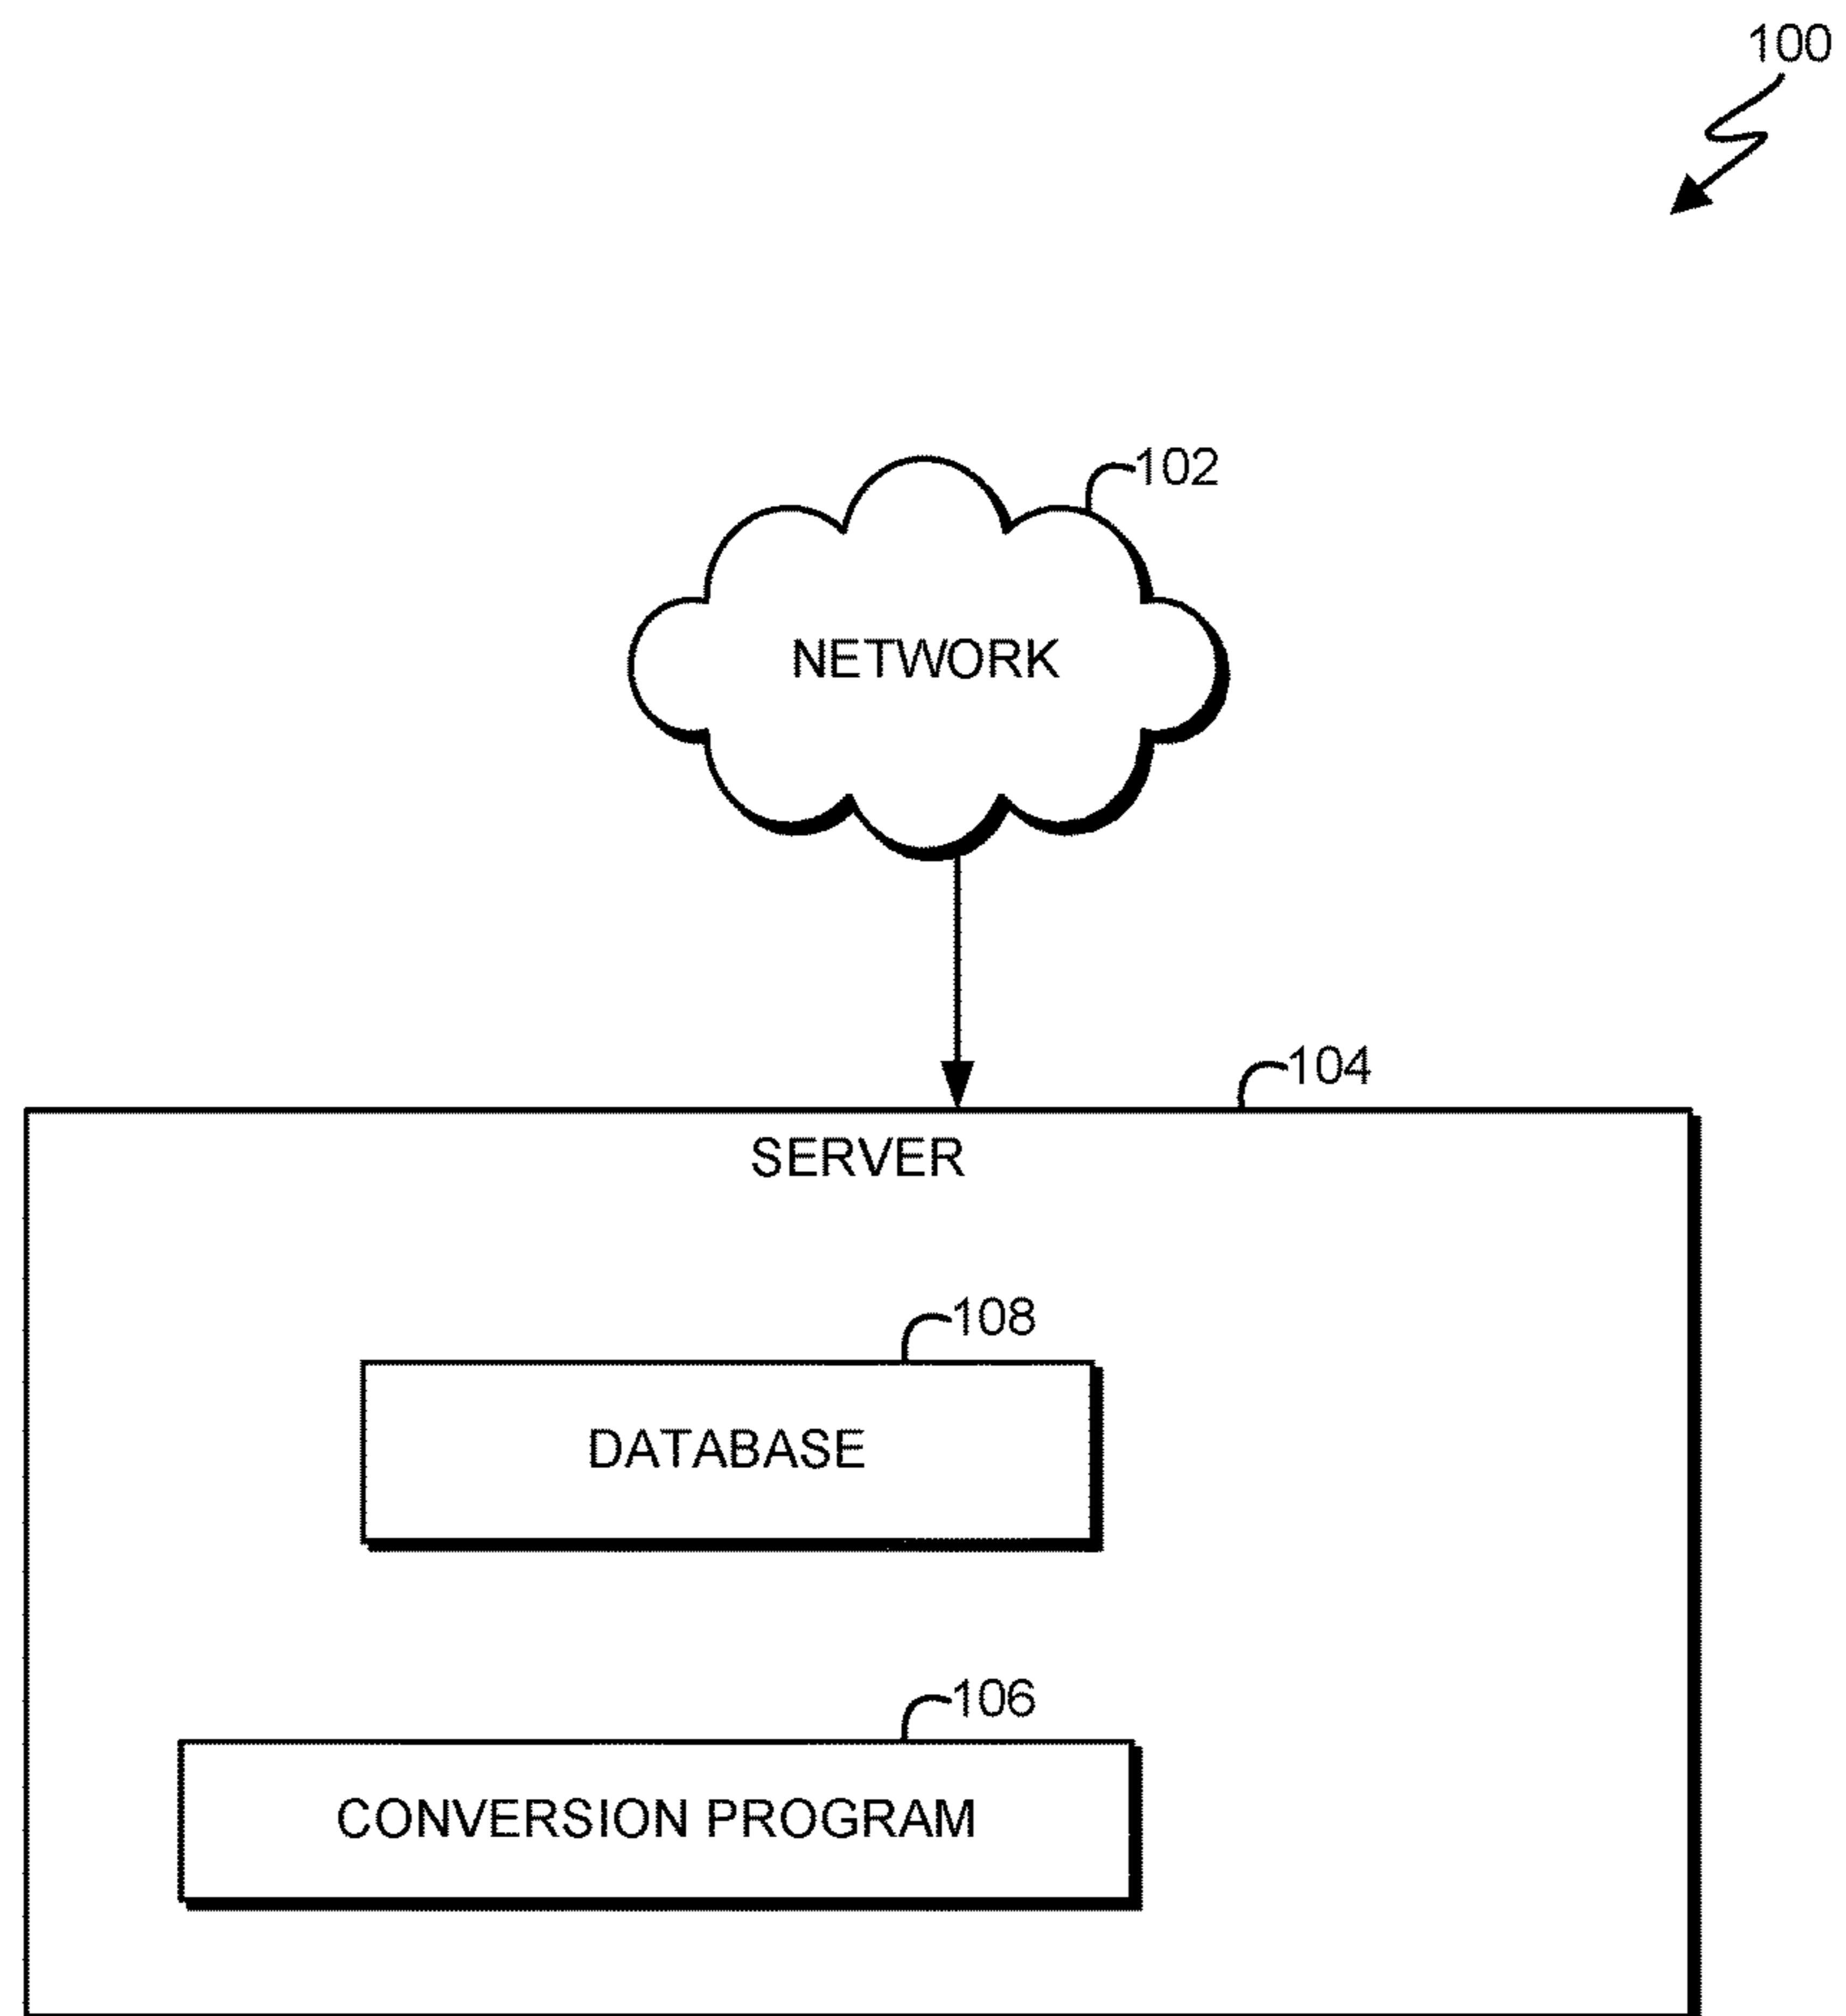 100
102
NETWORK
104
SERVER
108
DATABASE
106
CONVERSION PROGRAM